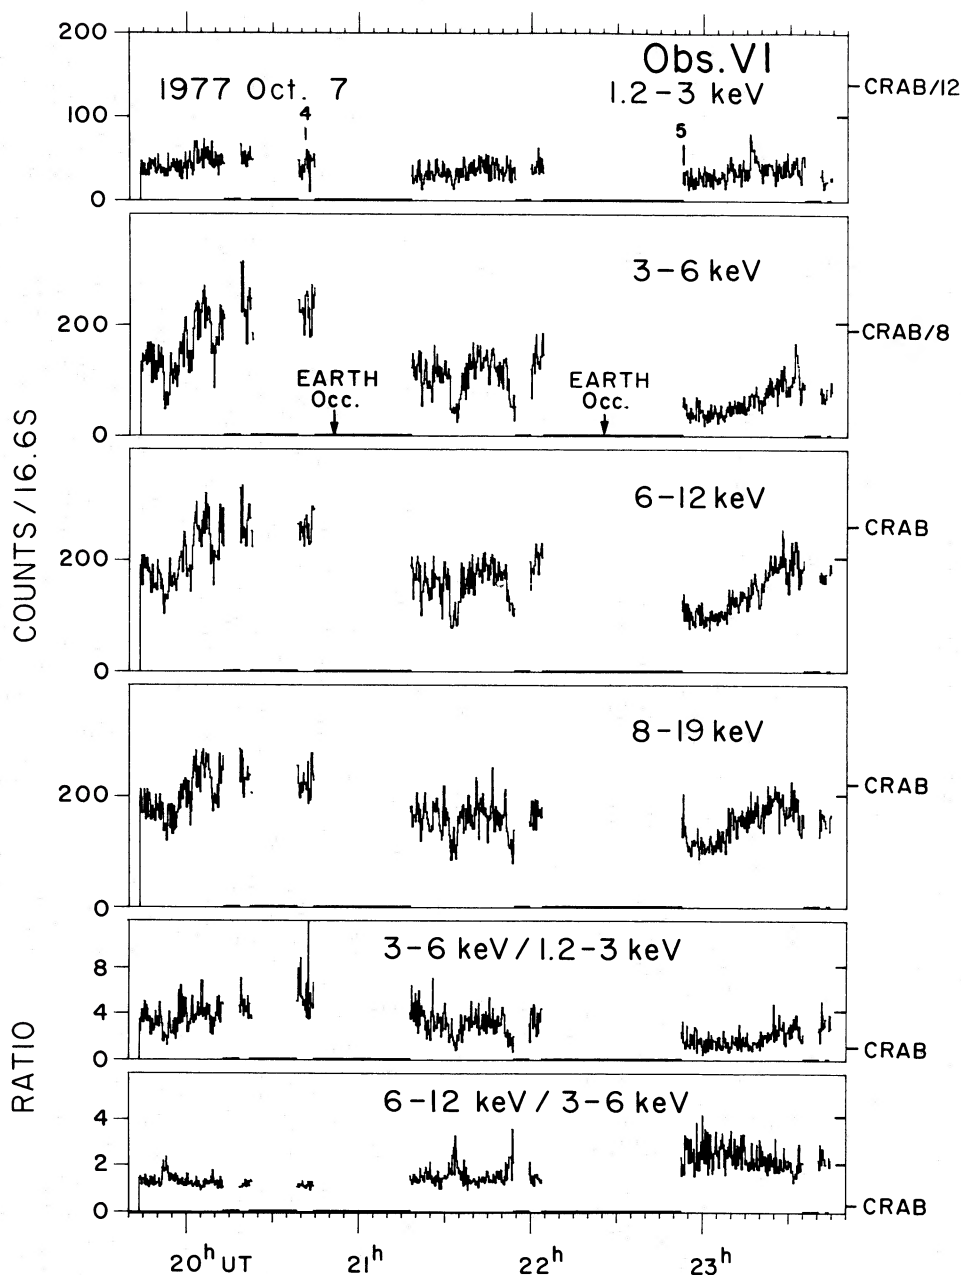 200
Obs.VI
1977 Oct. 7
1.2–3 keV
CRAB/12
100
4
5
0
3–6 keV
200
CRAB/8
EARTH
Occ.
EARTH
Occ.
0
6–12 keV
CRAB
200
COUNTS/16.6S
0
8–19 keV
200
CRAB
0
3–6 keV / 1.2–3 keV
8
4
0
CRAB
RATIO
6–12 keV / 3–6 keV
4
2
0
CRAB
20h UT
21h
22h
23h